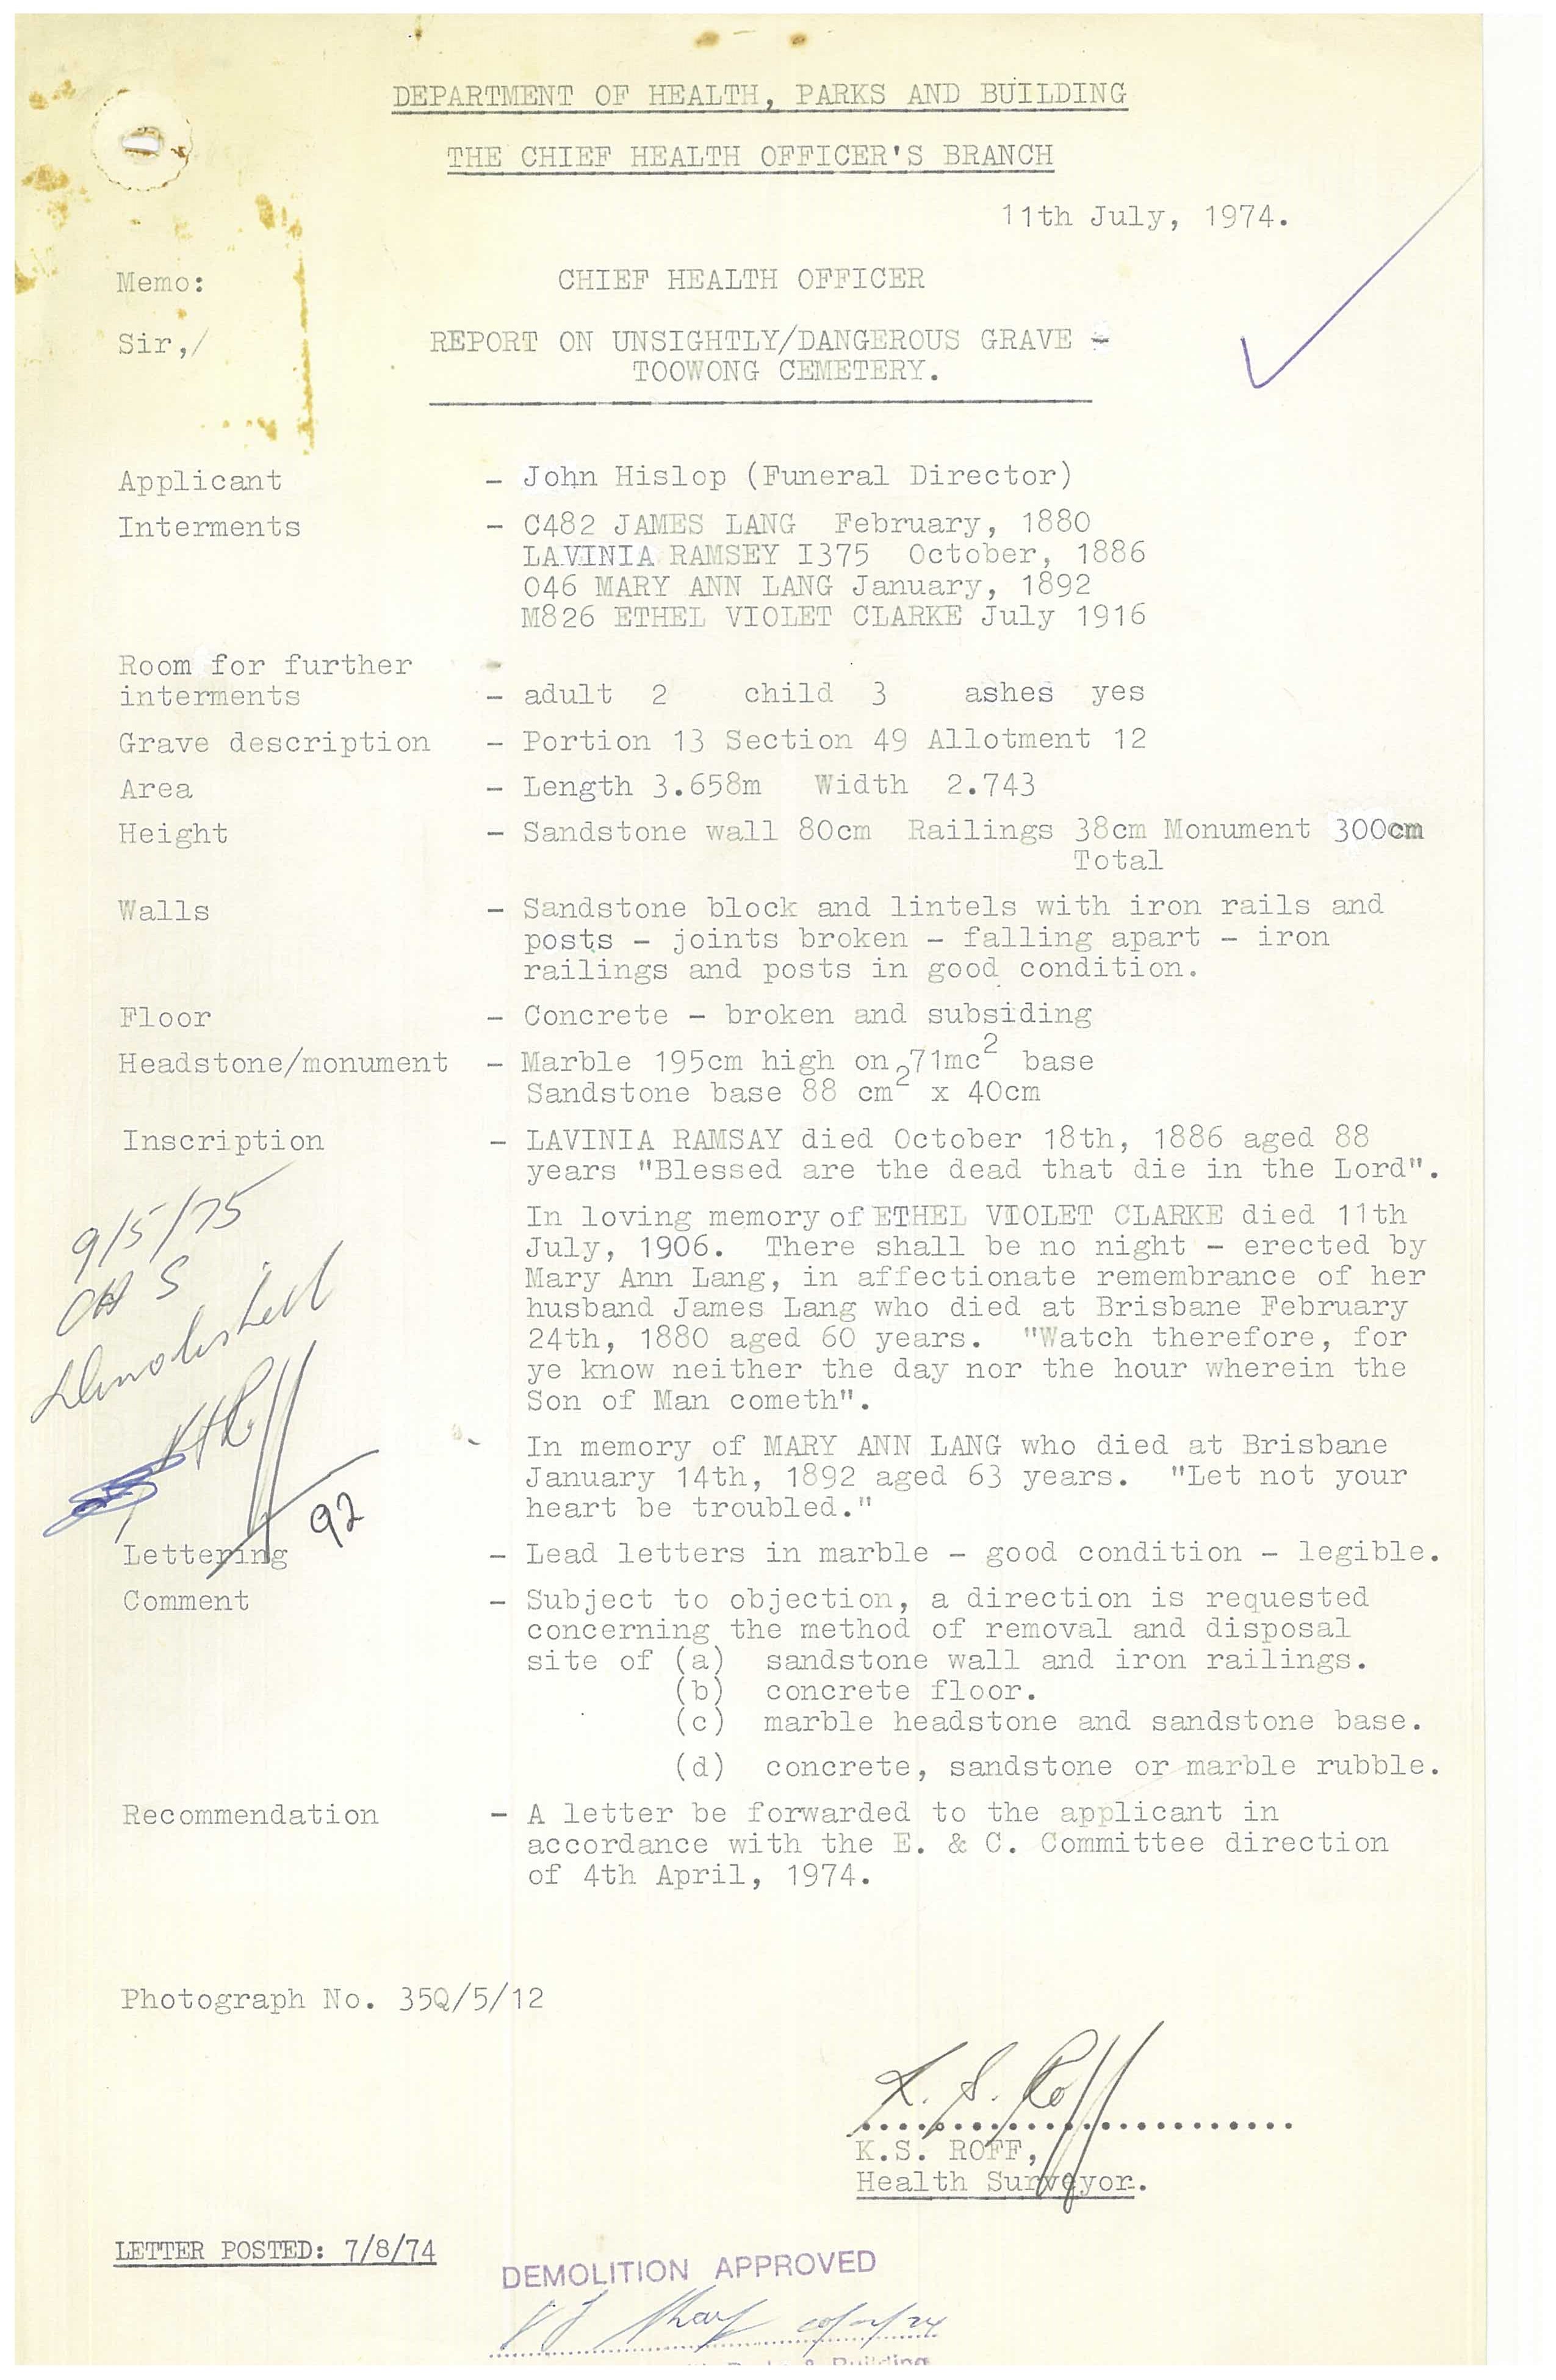 DEPARTMENT OF HEALTH, PARKS AND BUILDING
THE CHIEF HEALTH OFFICER'S BRANCH
11th July, 1974.
Memo: CHIEF HEALTH OFFICER
Sir,/ REPORT ON UNSIGHTLY/DANGEROUS GRAVE -
TOOWONG CEMETERY.
Applicant - John Hislop (Funeral Director)
Interments - C482 JAMES LANG February, 1880
LAVINIA RAMSEY I375 October, 1886
046 MARY ANN LANG January, 1892
M826 ETHEL VIOLET CLARKE July 1916
Room for further
interments - adult 2 child 3 ashes yes
Grave description - Portion 13 Section 49 Allotment 12
Area - Length 3.658m Width 2.743
Height - Sandstone wall 80cm Railings 38cm Monument 300cm
Total
Walls - Sandstone block and lintels with iron rails and
posts - joints broken - falling apart - iron
railings and posts in good condition.
Floor - Concrete - broken and subsiding
Headstone/monument - Marble 195cm high on 71mc2 base
Sandstone base 88 cm2 x 40cm
Inscription - LAVINIA RAMSAY died October 18th, 1886 aged 88
years "Blessed are the dead that die in the Lord".
In loving memory of ETHEL VIOLET CLARKE died 11th
July, 1906. There shall be no night - erected by
Mary Ann Lang, in affectionate remembrance of her
husband James Lang who died at Brisbane February
24th, 1880 aged 60 years. "Watch therefore, for
ye know neither the day nor the hour wherein the
Son of Man cometh".
In memory of MARY ANN LANG who died at Brisbane
January 14th, 1892 aged 63 years. "Let not your
heart be troubled."
9/5/75
Demolished
92
Lettering - Lead letters in marble - good condition - legible.
Comment - Subject to objection, a direction is requested
concerning the method of removal and disposal
site of (a) sandstone wall and iron railings.
(b) concrete floor.
(c) marble headstone and sandstone base.
(d) concrete, sandstone or marble rubble.
Recommendation - A letter be forwarded to the applicant in
accordance with the E. & C. Committee direction
of 4th April, 1974.
Photograph No. 35Q/5/12
K. S. Roff
K.S. ROFF,
Health Surveyor.
LETTER POSTED: 7/8/74
DEMOLITION APPROVED
& Building